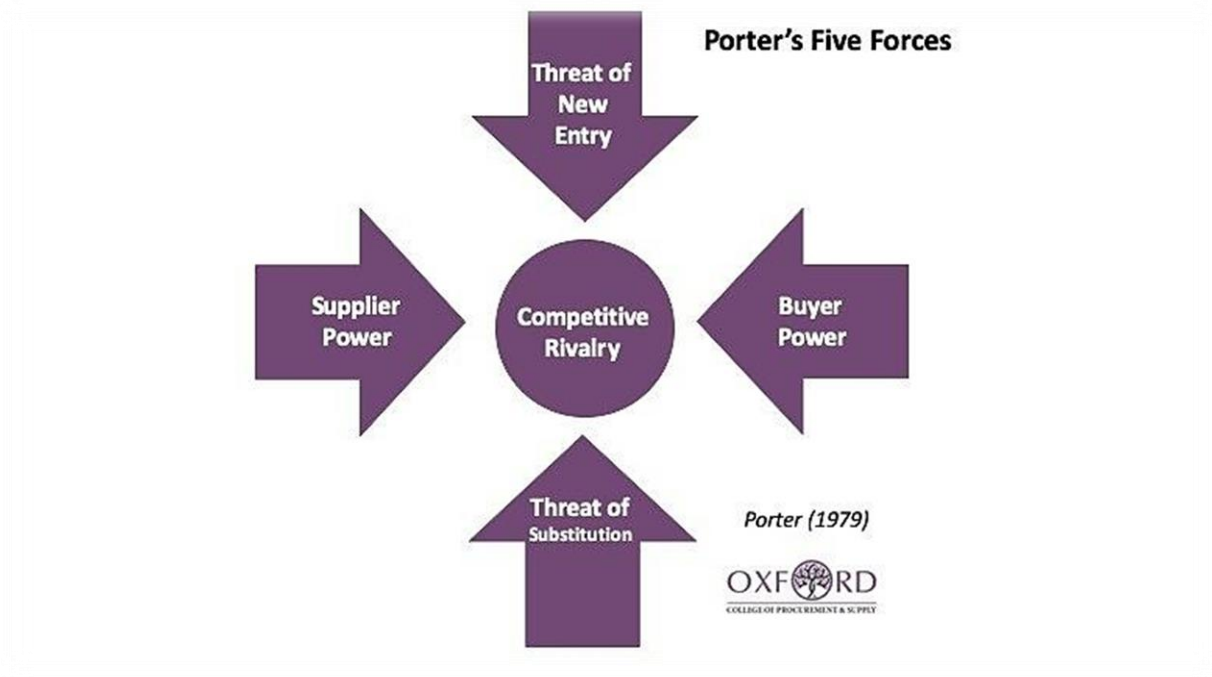 Porter's Five Forces
Threat of
New
Entry
Supplier
Power
Competitive
Rivalry
Buyer
Power
Threat of
Substitution
Porter (1979)
OXFORD
COLLEGE OF PROCUREMENT & SUPPLY